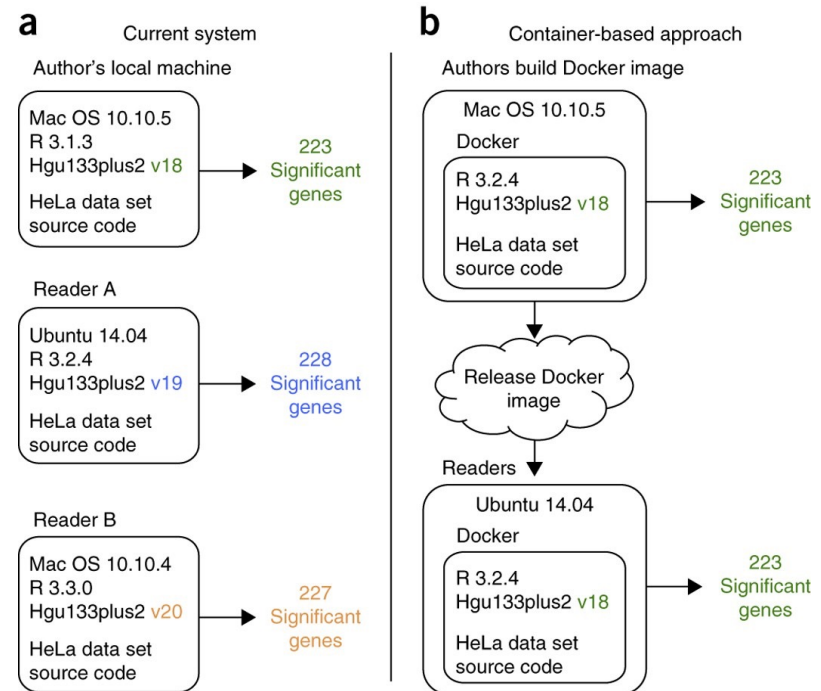 a
Current system
Author's local machine
Mac OS 10.10.5
R 3.1.3
Hgu133plus2 v18
HeLa data set
source code
223
Significant
genes
Reader A
Ubuntu 14.04
R 3.2.4
Hgu133plus2 v19
HeLa data set
source code
228
Significant
genes
Reader B
Mac OS 10.10.4
R 3.3.0
Hgu133plus2 v20
HeLa data set
source code
227
Significant
genes
b
Container-based approach
Authors build Docker image
Mac OS 10.10.5
Docker
R 3.2.4
Hgu133plus2 v18
HeLa data set
source code
223
Significant
genes
Release Docker
image
Readers
Ubuntu 14.04
Docker
R 3.2.4
Hgu133plus2 v18
HeLa data set
source code
223
Significant
genes